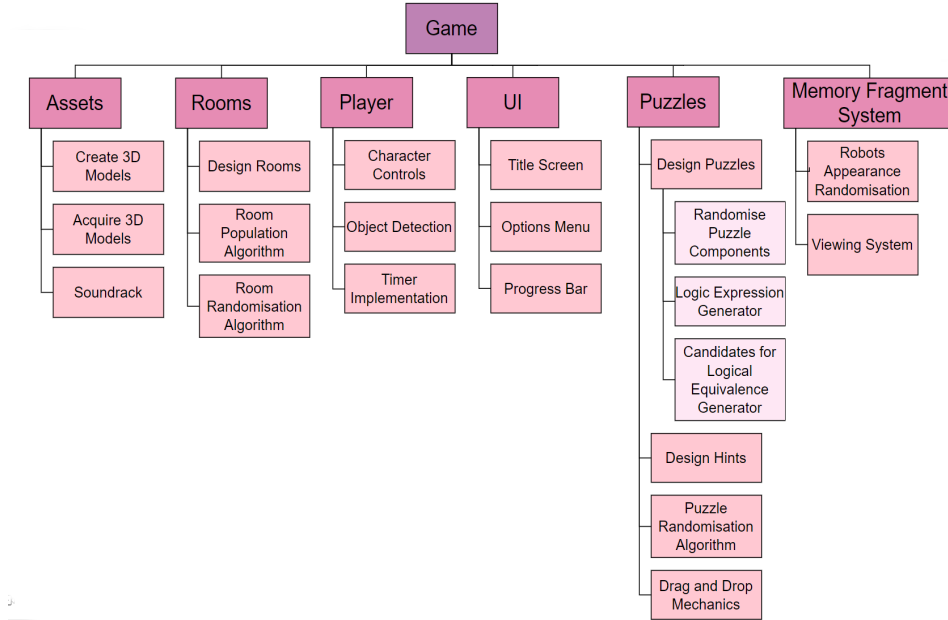 Game
Assets
Create 3D
Models
Acquire 3D
Models
Soundrack
Rooms
Design Rooms
Room
Population
Algorithm
Room
Randomisation
Algorithm
Player
Character
Controls
Object Detection
Timer
Implementation
UI
Title Screen
Options Menu
Progress Bar
Puzzles
Design Puzzles
Randomise
Puzzle
Components
Logic Expression
Generator
Candidates for
Logical
Equivalence
Generator
Design Hints
Puzzle
Randomisation
Algorithm
Drag and Drop
Mechanics
Memory Fragment
System
Robots
Appearance
Randomisation
Viewing System